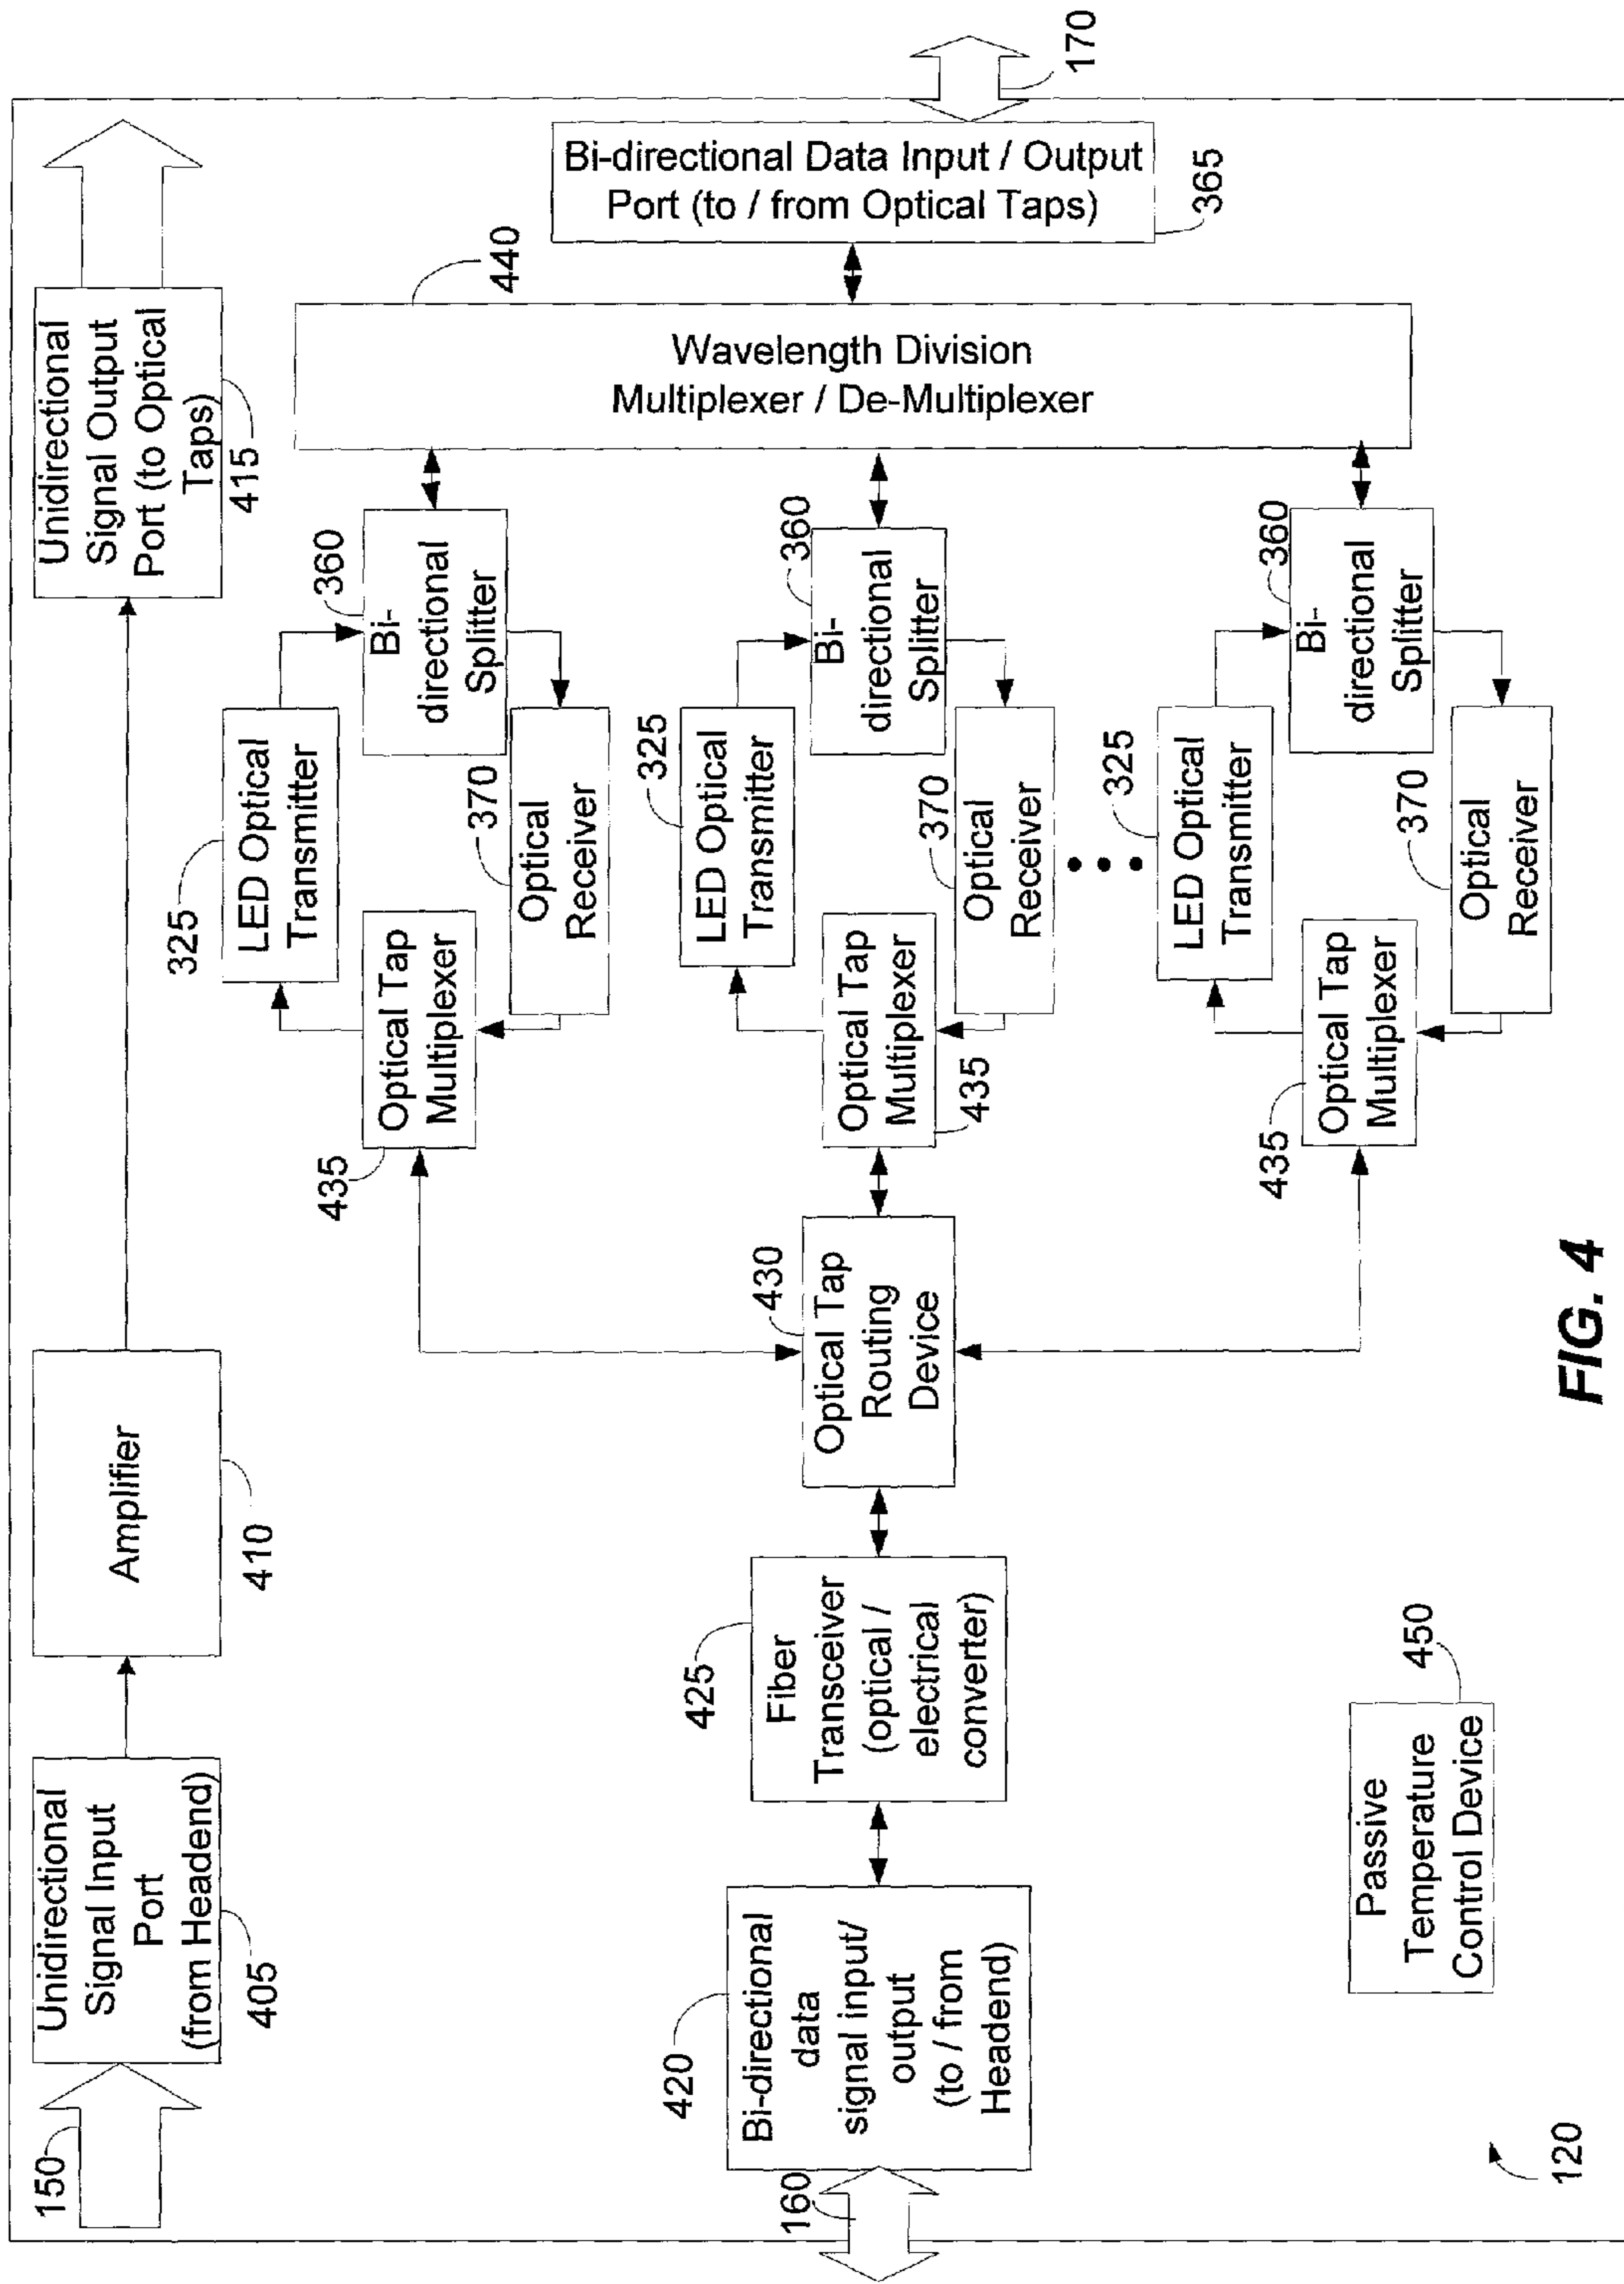 150
Unidirectional
Signal Input
Port
(from Headend)
405
Amplifier
410
Unidirectional
Signal Output
Port (to Optical
Taps)
415
160
420
Bi-directional
data
signal input/
output
(to / from
Headend)
425
Fiber
Transceiver
(optical /
electrical
converter)
430
Optical Tap
Routing
Device
435
Optical Tap
Multiplexer
325
LED Optical
Transmitter
370
Optical
Receiver
360
Bi-
directional
Splitter
Optical Tap
Multiplexer
435
325
LED Optical
Transmitter
370
Optical
Receiver
360
Bi-
directional
Splitter
435
Optical Tap
Multiplexer
325
LED Optical
Transmitter
370
Optical
Receiver
360
Bi-
directional
Splitter
440
Wavelength Division
Multiplexer / De-Multiplexer
Bi-directional Data Input / Output
Port (to / from Optical Taps)
365
170
Passive
Temperature
Control Device
450
120
FIG. 4